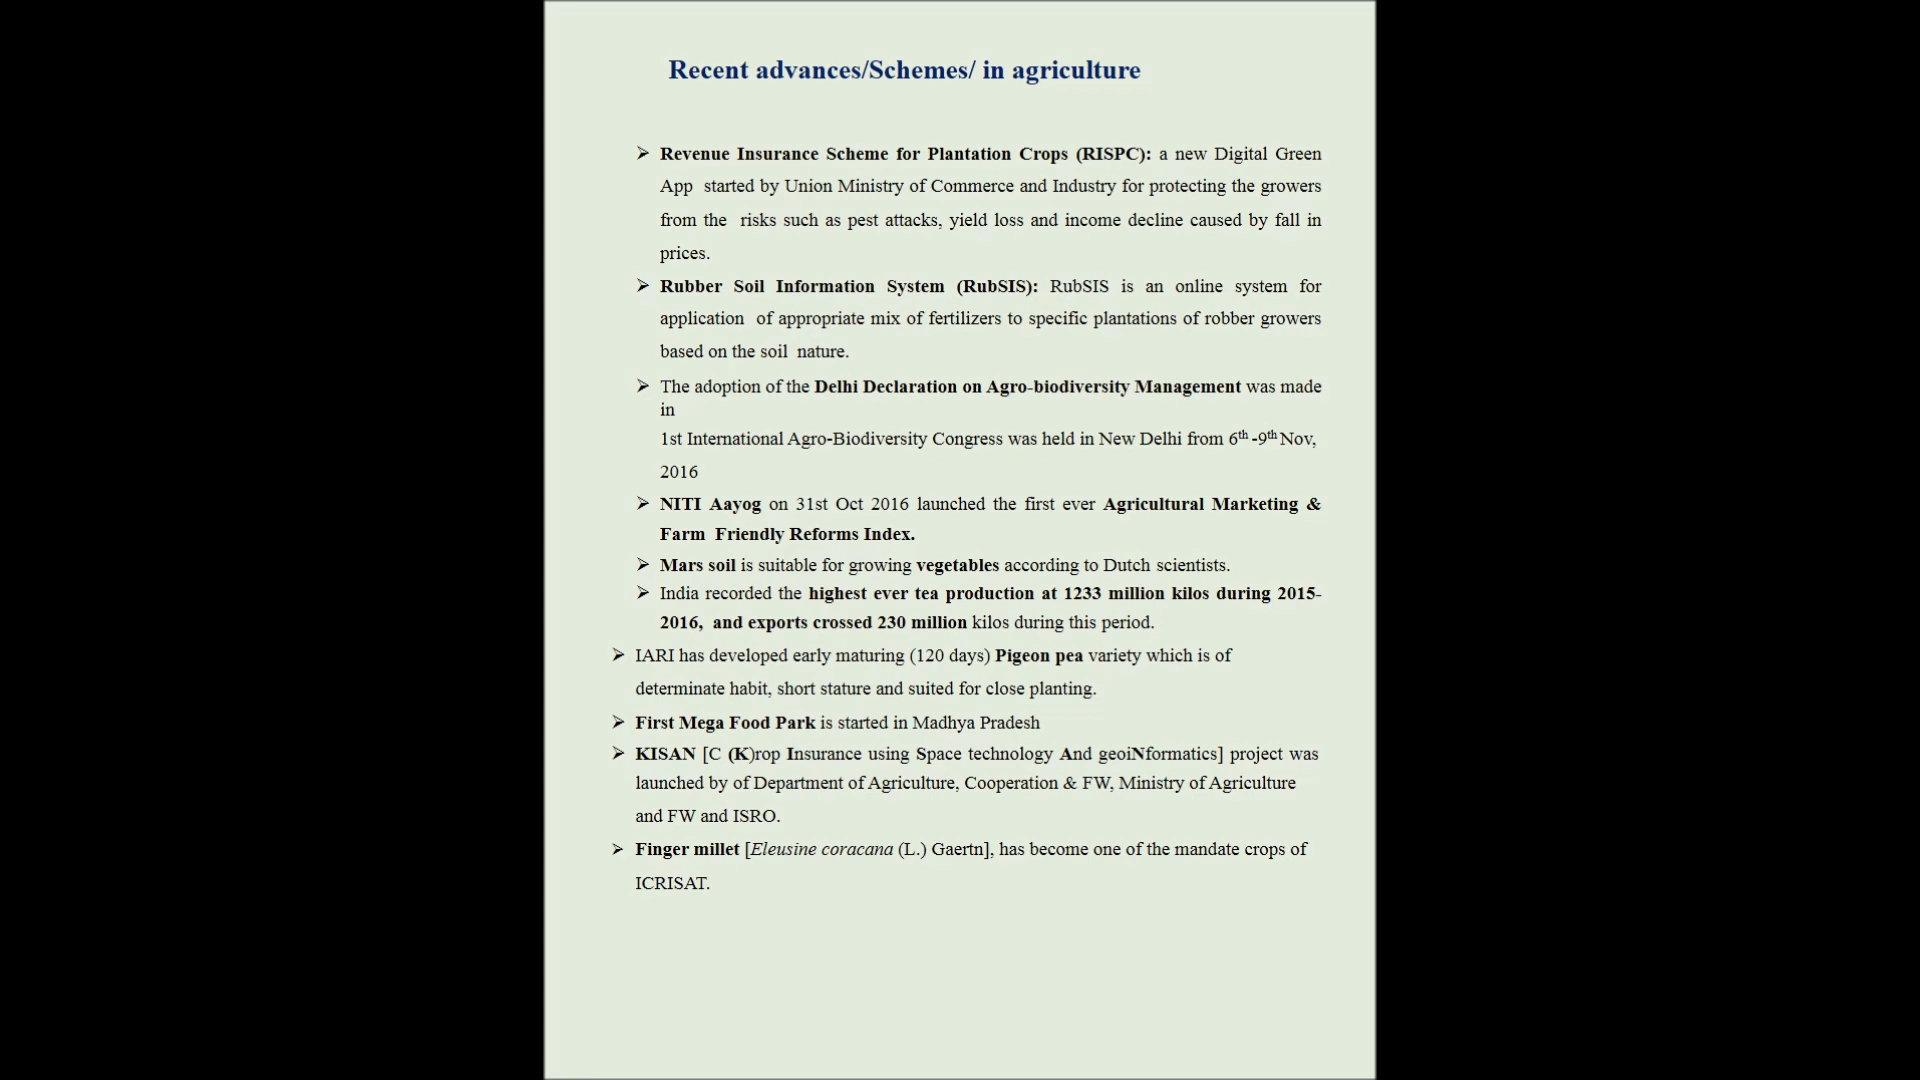 Recent advances/Schemes/ in agriculture
➢ Revenue Insurance Scheme for Plantation Crops (RISPC): a new Digital Green
App started by Union Ministry of Commerce and Industry for protecting the growers
from the risks such as pest attacks, yield loss and income decline caused by fall in
prices.
➢ Rubber Soil Information System (RubSIS): RubSIS is an online system for
application of appropriate mix of fertilizers to specific plantations of robber growers
based on the soil nature.
➢ The adoption of the Delhi Declaration on Agro-biodiversity Management was made
in
1st International Agro-Biodiversity Congress was held in New Delhi from 6th -9th Nov,
2016
➢ NITI Aayog on 31st Oct 2016 launched the first ever Agricultural Marketing &
Farm Friendly Reforms Index.
➢ Mars soil is suitable for growing vegetables according to Dutch scientists.
➢ India recorded the highest ever tea production at 1233 million kilos during 2015-
2016, and exports crossed 230 million kilos during this period.
➢ IARI has developed early maturing (120 days) Pigeon pea variety which is of
determinate habit, short stature and suited for close planting.
➢ First Mega Food Park is started in Madhya Pradesh
➢ KISAN [C (K)rop Insurance using Space technology And geoiNformatics] project was
launched by of Department of Agriculture, Cooperation & FW, Ministry of Agriculture
and FW and ISRO.
➢ Finger millet [Eleusine coracana (L.) Gaertn], has become one of the mandate crops of
ICRISAT.